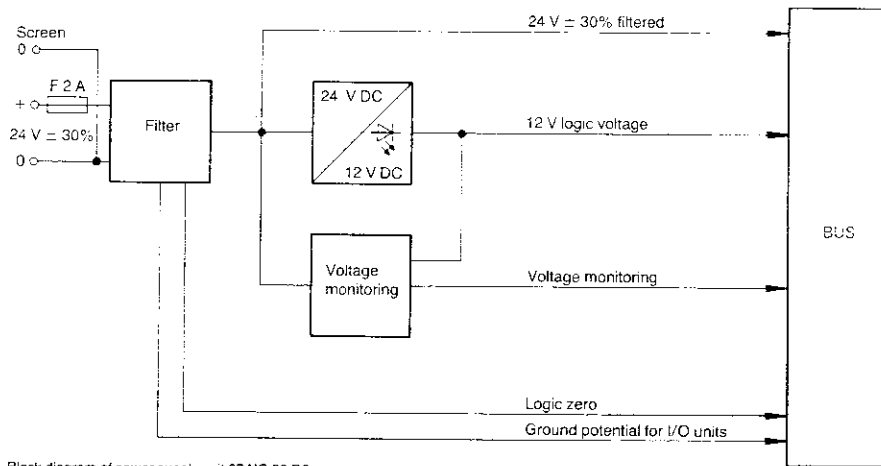 24 V ± 30% filtered
Screen
0
F 2 A
+
Filter
24 V ± 30%
0
24 V DC
12 V DC
12 V logic voltage
BUS
Voltage
monitoring
Voltage monitoring
Logic zero
Ground potential for I/O units
Block diagram of power supply unit